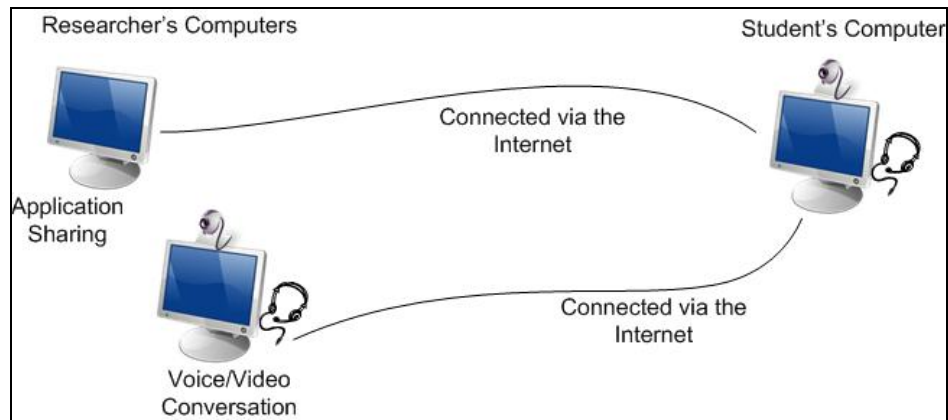 Researcher's Computers
Student's Computer
Connected via the
Internet
Application
Sharing
Connected via the
Internet
Voice/Video
Conversation